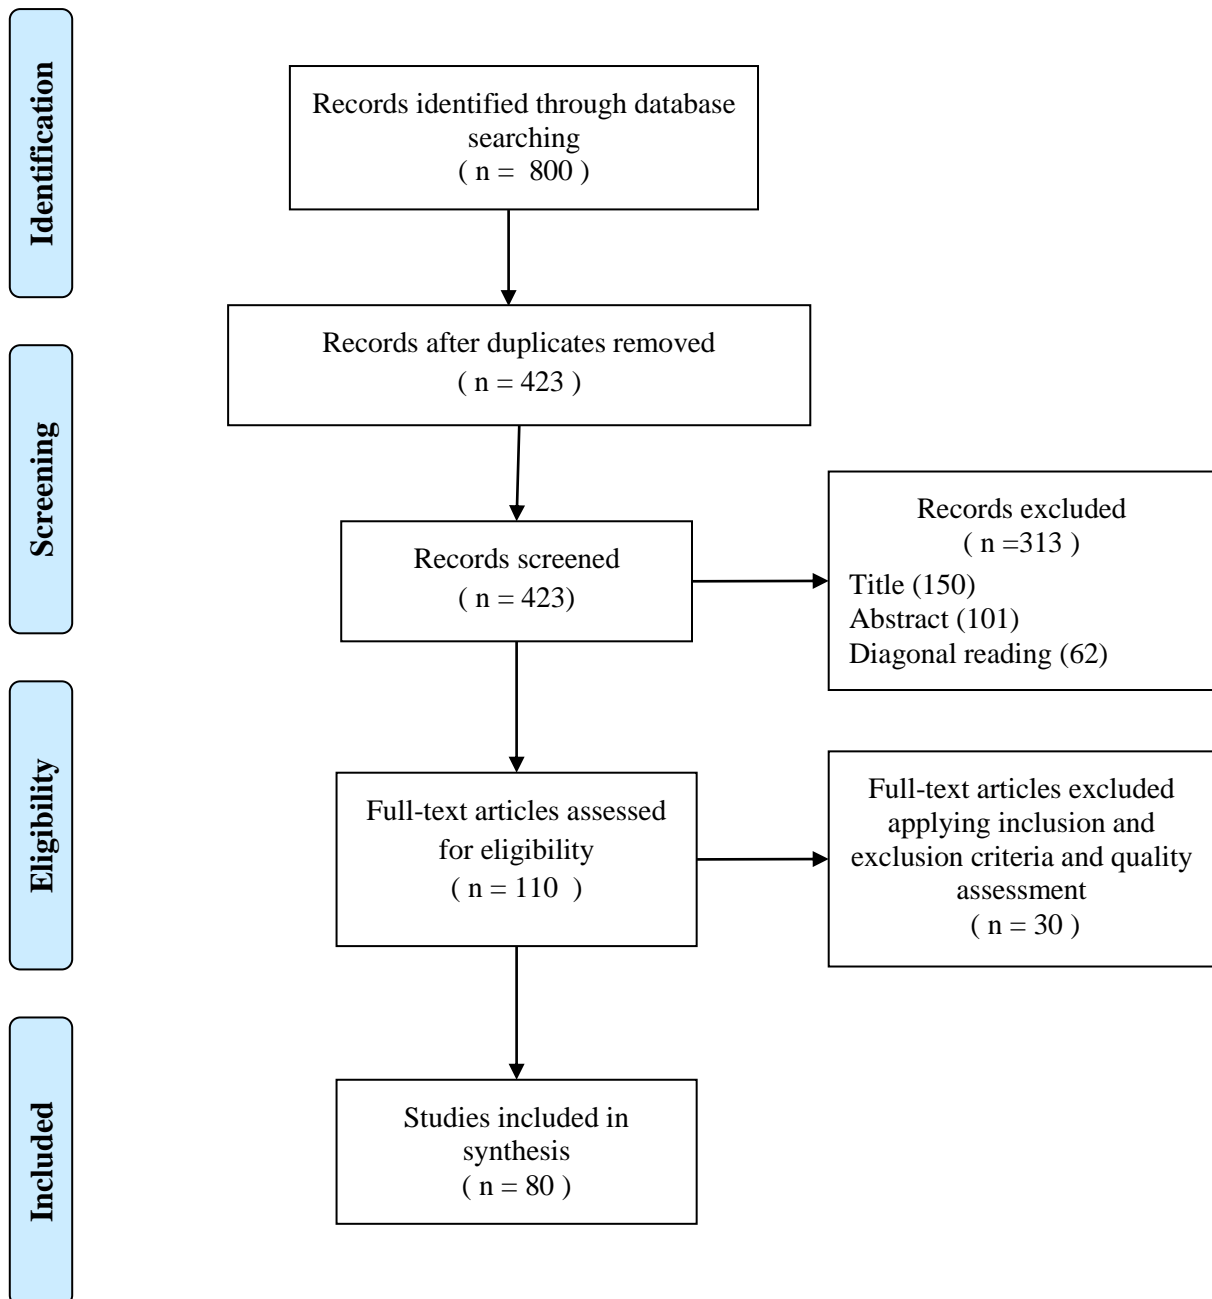 Identification
Records identified through database
searching
( n =  800 )
Records after duplicates removed
( n = 423 )
Screening
Records screened
( n = 423)
Records excluded
( n =313 )
Title (150)
Abstract (101)
Diagonal reading (62)
Eligibility
Full-text articles assessed
for eligibility
( n = 110  )
Full-text articles excluded
applying inclusion and
exclusion criteria and quality
assessment
( n = 30 )
Included
Studies included in
synthesis
( n = 80 )